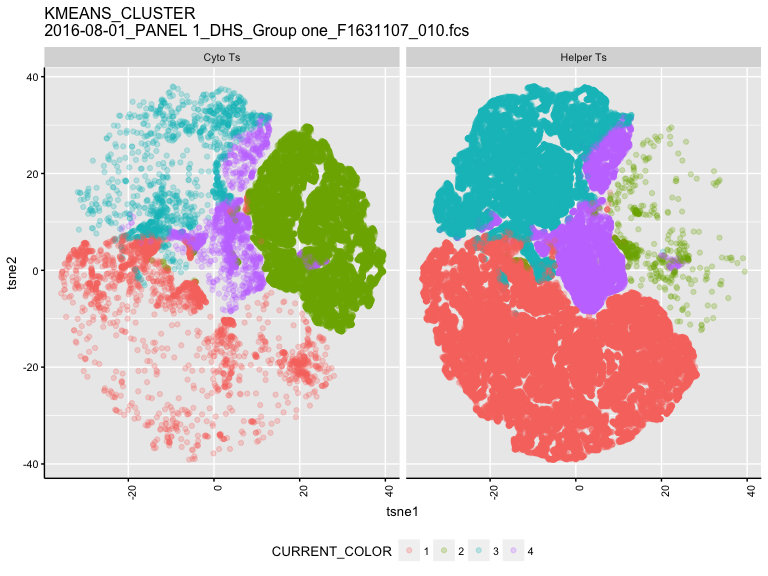 KMEANS_CLUSTER
2016-08-01_PANEL 1_DHS_Group one_F1631107_010.fcs
Cyto Ts Helper Ts
40
20
0
-20
-40
tsne2
-20 0 20 40 -20 0 20 40
tsne1
CURRENT_COLOR 1 2 3 4